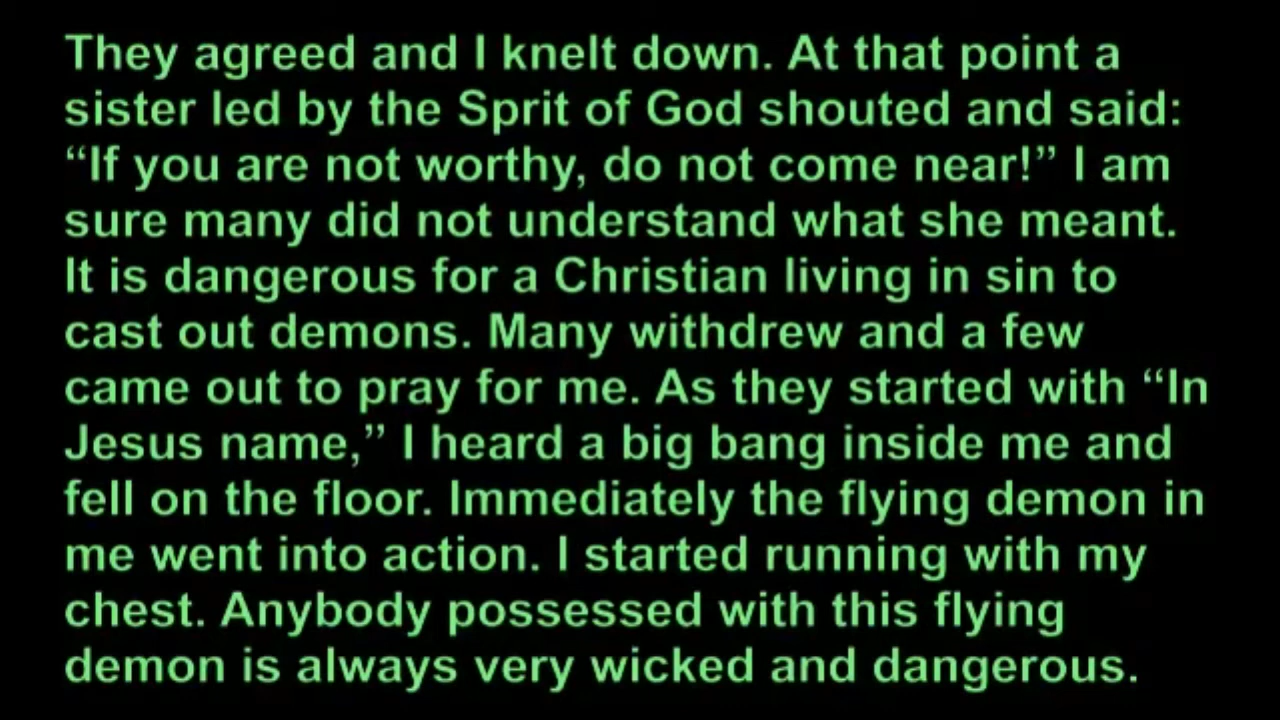 They agreed and I knelt down. At that point a
sister led by the Sprit of God shouted and said:
“If you are not worthy, do not come near!” I am
sure many did not understand what she meant.
It is dangerous for a Christian living in sin to
cast out demons. Many withdrew and a few
came out to pray for me. As they started with “In
Jesus name,” I heard a big bang inside me and
fell on the floor. Immediately the flying demon in
me went into action. I started running with my
chest. Anybody possessed with this flying
demon is always very wicked and dangerous.